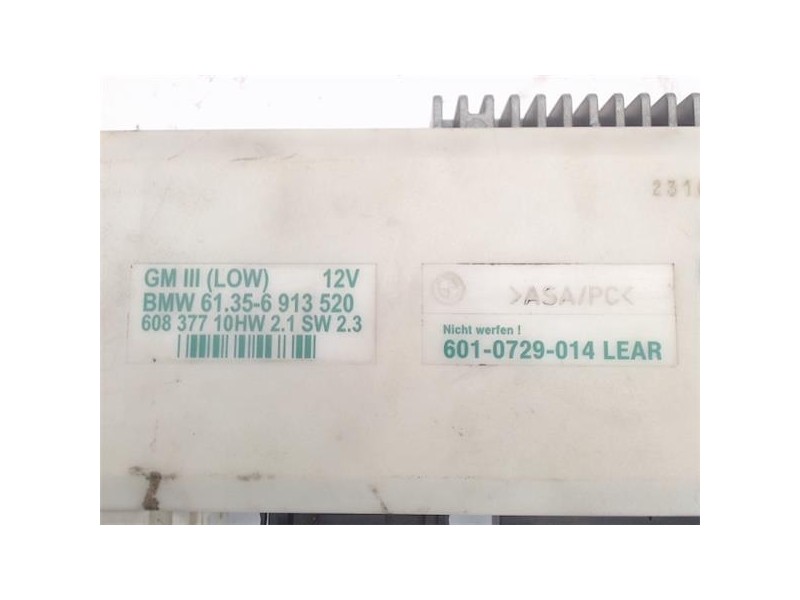 GM III (LOW) 12V
BMW 61.35-6 913 520
608 377 10HW 2.1 SW 2.3
>ASA/PC<
Nicht werfen !
601-0729-014 LEAR